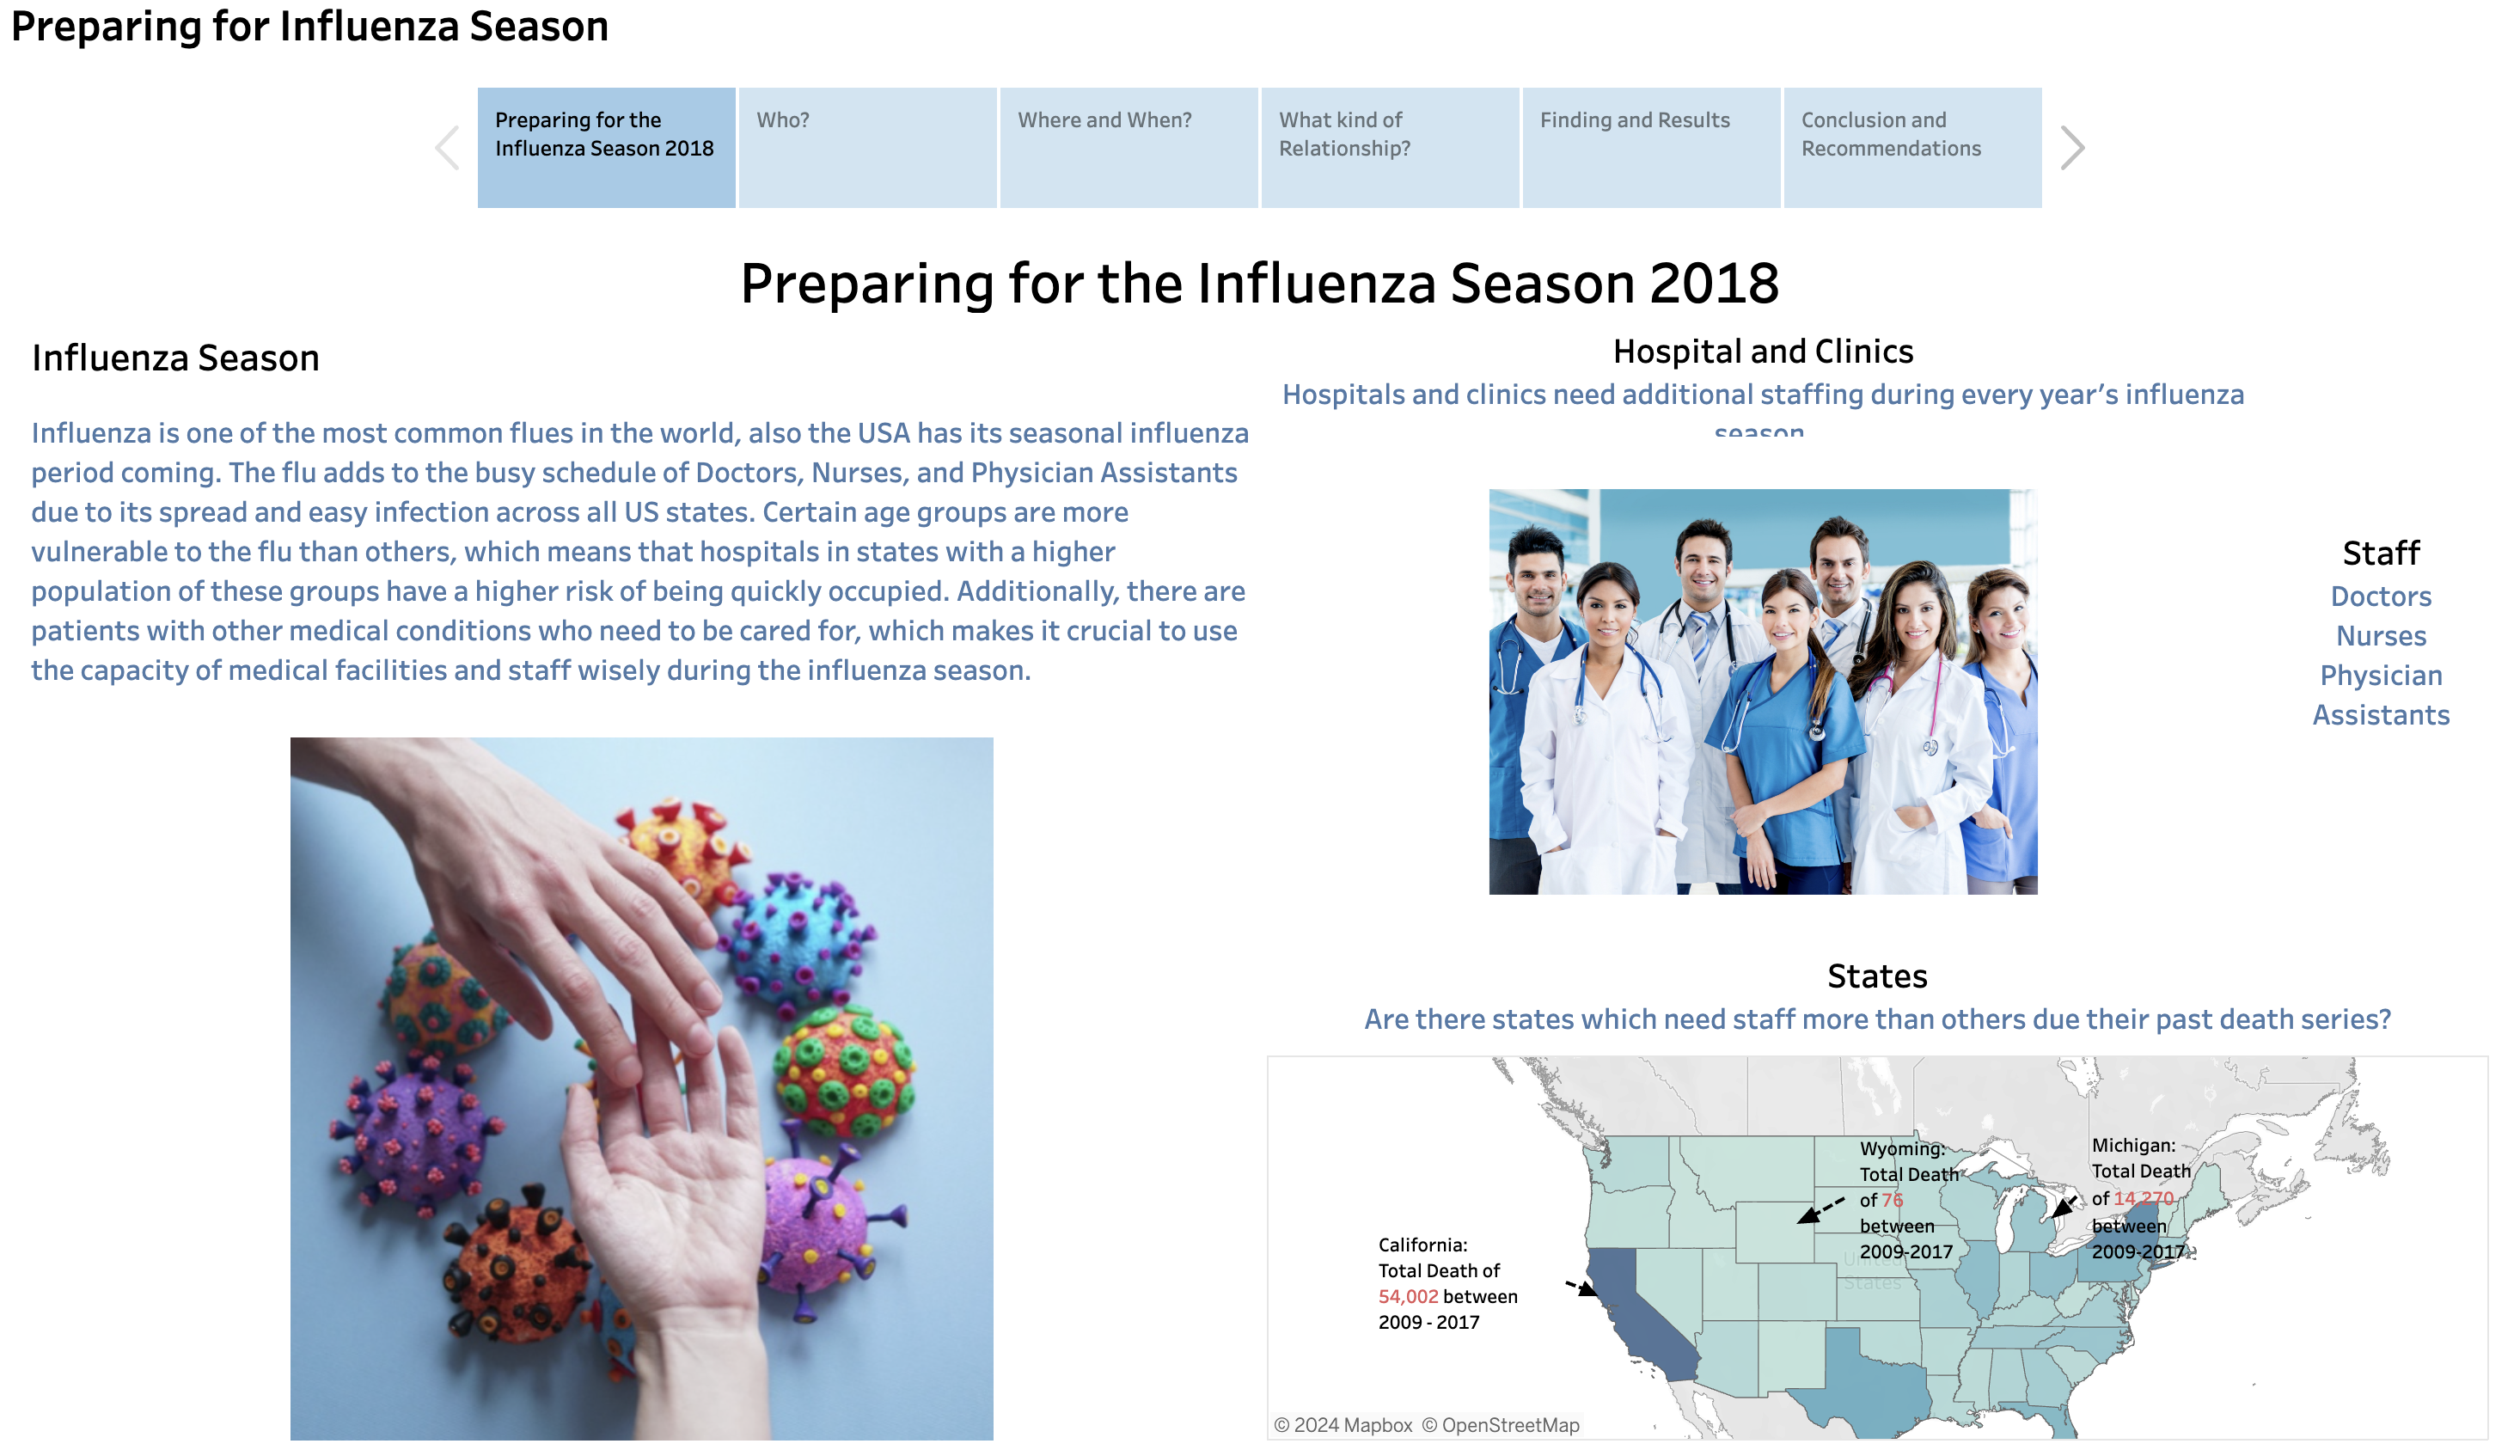 Preparing for Influenza Season
Preparing for the
Influenza Season 2018
Who?
Where and When?
What kind of
Relationship?
Finding and Results
Conclusion and
Recommendations
Preparing for the Influenza Season 2018
Influenza Season
Influenza is one of the most common flues in the world, also the USA has its seasonal influenza
period coming. The flu adds to the busy schedule of Doctors, Nurses, and Physician Assistants
due to its spread and easy infection across all US states. Certain age groups are more
vulnerable to the flu than others, which means that hospitals in states with a higher
population of these groups have a higher risk of being quickly occupied. Additionally, there are
patients with other medical conditions who need to be cared for, which makes it crucial to use
the capacity of medical facilities and staff wisely during the influenza season.
Hospital and Clinics
Hospitals and clinics need additional staffing during every year’s influenza
season
Staff
Doctors
Nurses
Physician
Assistants
States
Are there states which need staff more than others due their past death series?
California:
Total Death of
54,002 between
2009 - 2017
Wyoming:
Total Death
of 76
between
2009-2017
Michigan:
Total Death
of 14,270
between
2009-2017
United
States
© 2024 Mapbox © OpenStreetMap